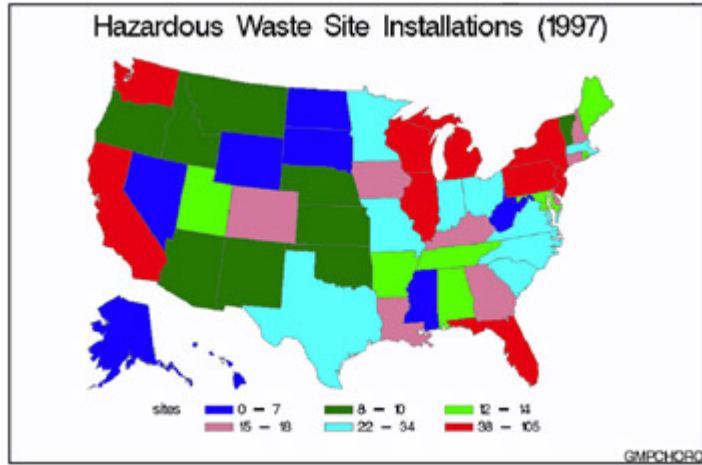 Hazardous Waste Site Installations (1997)
sites 0 - 7 8 - 10 12 - 14
15 - 18 22 - 34 38 - 105
GMPCHORO